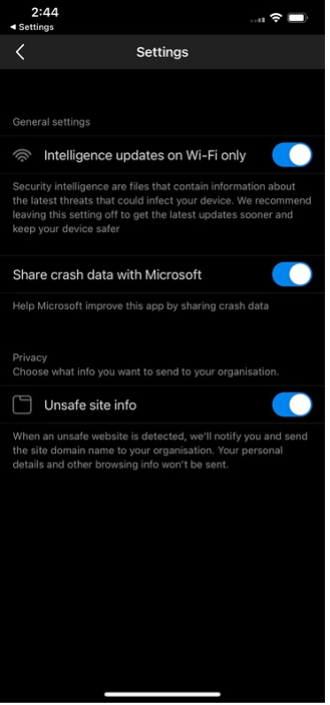 2:44
◀ Settings
Settings
General settings
Intelligence updates on Wi-Fi only
Security intelligence are files that contain information about
the latest threats that could infect your device. We recommend
leaving this setting off to get the latest updates sooner and
keep your device safer
Share crash data with Microsoft
Help Microsoft improve this app by sharing crash data
Privacy
Choose what info you want to send to your organisation.
Unsafe site info
When an unsafe website is detected, we'll notify you and send
the site domain name to your organisation. Your personal
details and other browsing info won't be sent.